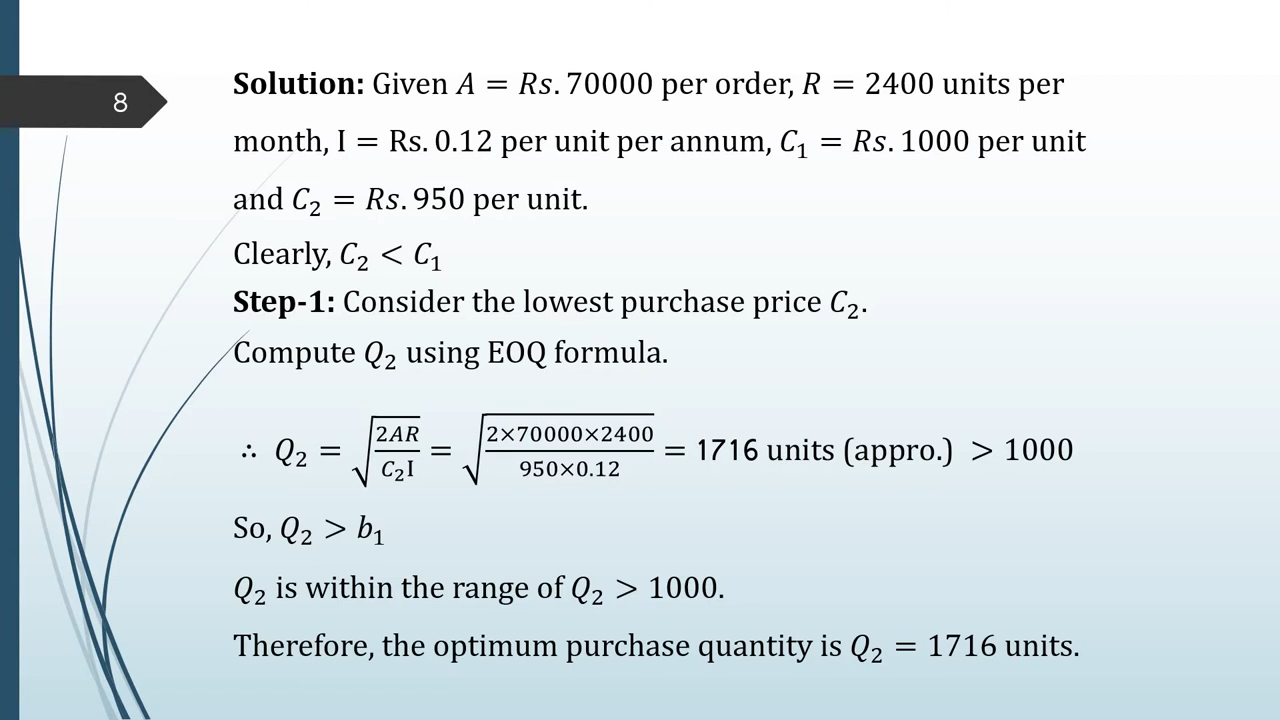 8
Solution: Given A = Rs. 70000 per order, R = 2400 units per
month, I = Rs. 0.12 per unit per annum, C₁ = Rs. 1000 per unit
and C₂ = Rs. 950 per unit.
Clearly, C₂ < C₁
Step-1: Consider the lowest purchase price C₂.
Compute Q₂ using EOQ formula.
∴ Q₂ = √(2AR/C₂I) = √(2×70000×2400/950×0.12) = 1716 units (appro.) > 1000
So, Q₂ > b₁
Q₂ is within the range of Q₂ > 1000.
Therefore, the optimum purchase quantity is Q₂ = 1716 units.